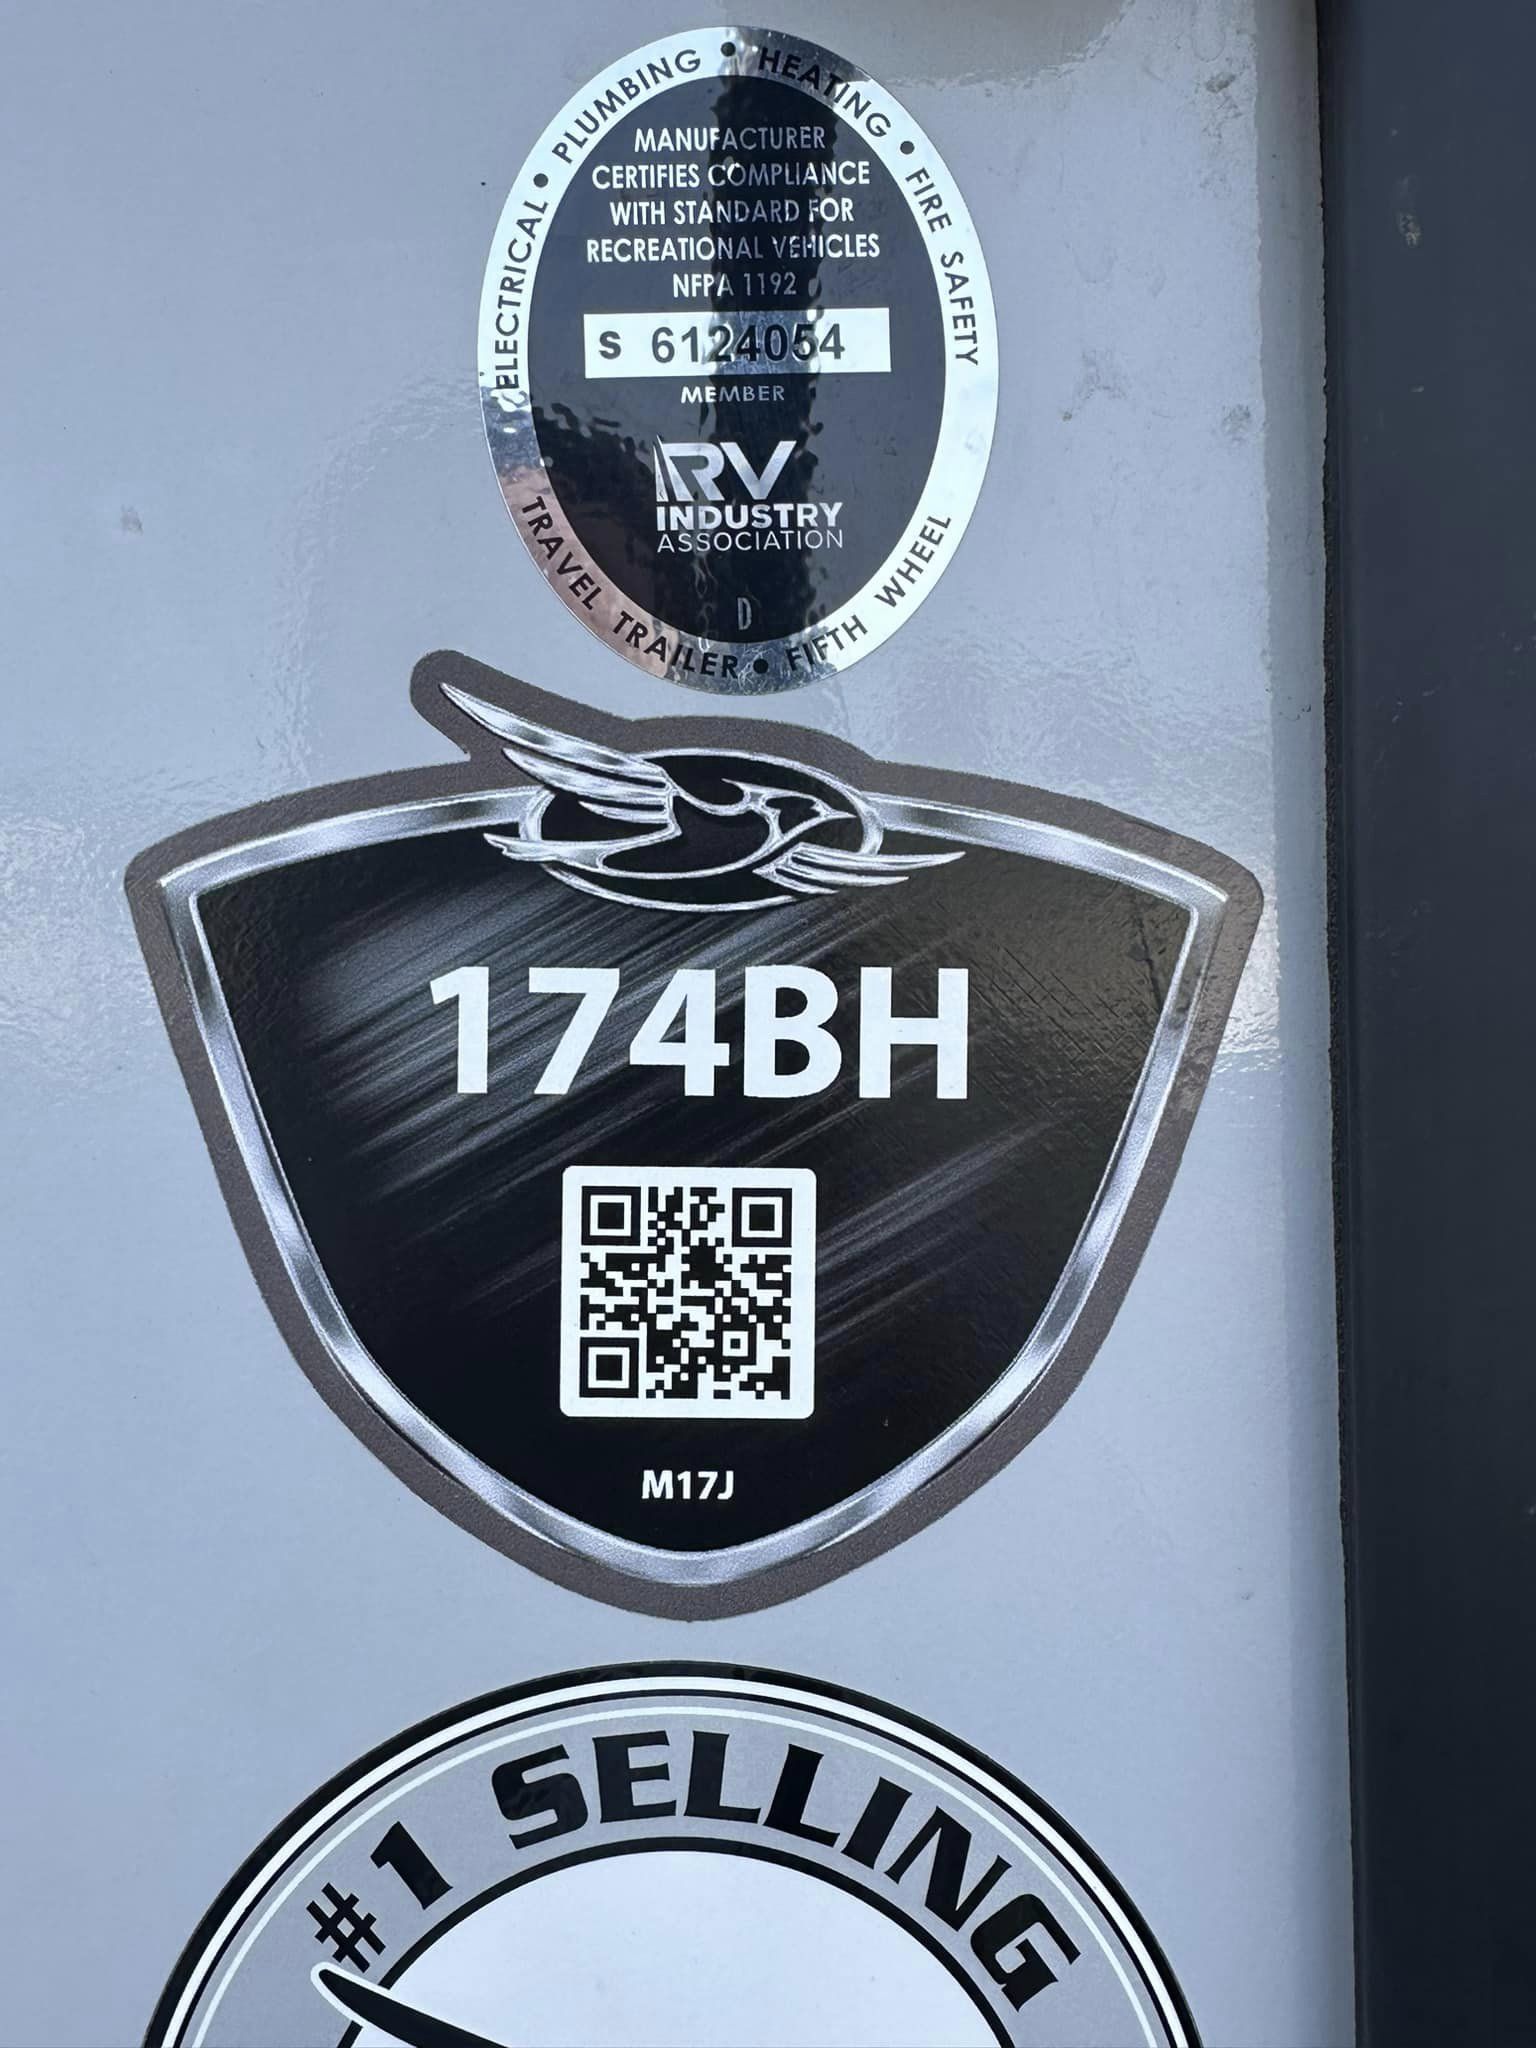 ELECTRICAL • PLUMBING • HEATING • FIRE SAFETY
MANUFACTURER
CERTIFIES COMPLIANCE
WITH STANDARD FOR
RECREATIONAL VEHICLES
NFPA 1192
S 6124054
MEMBER
RV
INDUSTRY
ASSOCIATION
D
TRAVEL TRAILER • FIFTH WHEEL
174BH
M17J
#1 SELLING